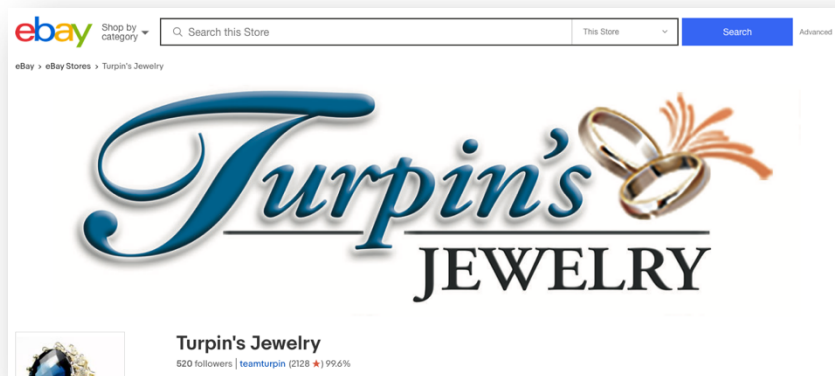 ebay
Shop by
category
Search this Store
This Store
Search
Advanced
eBay > eBay Stores > Turpin's Jewelry
Turpin's
JEWELRY
Turpin's Jewelry
520 followers | teamturpin (2128 ★) 99.6%